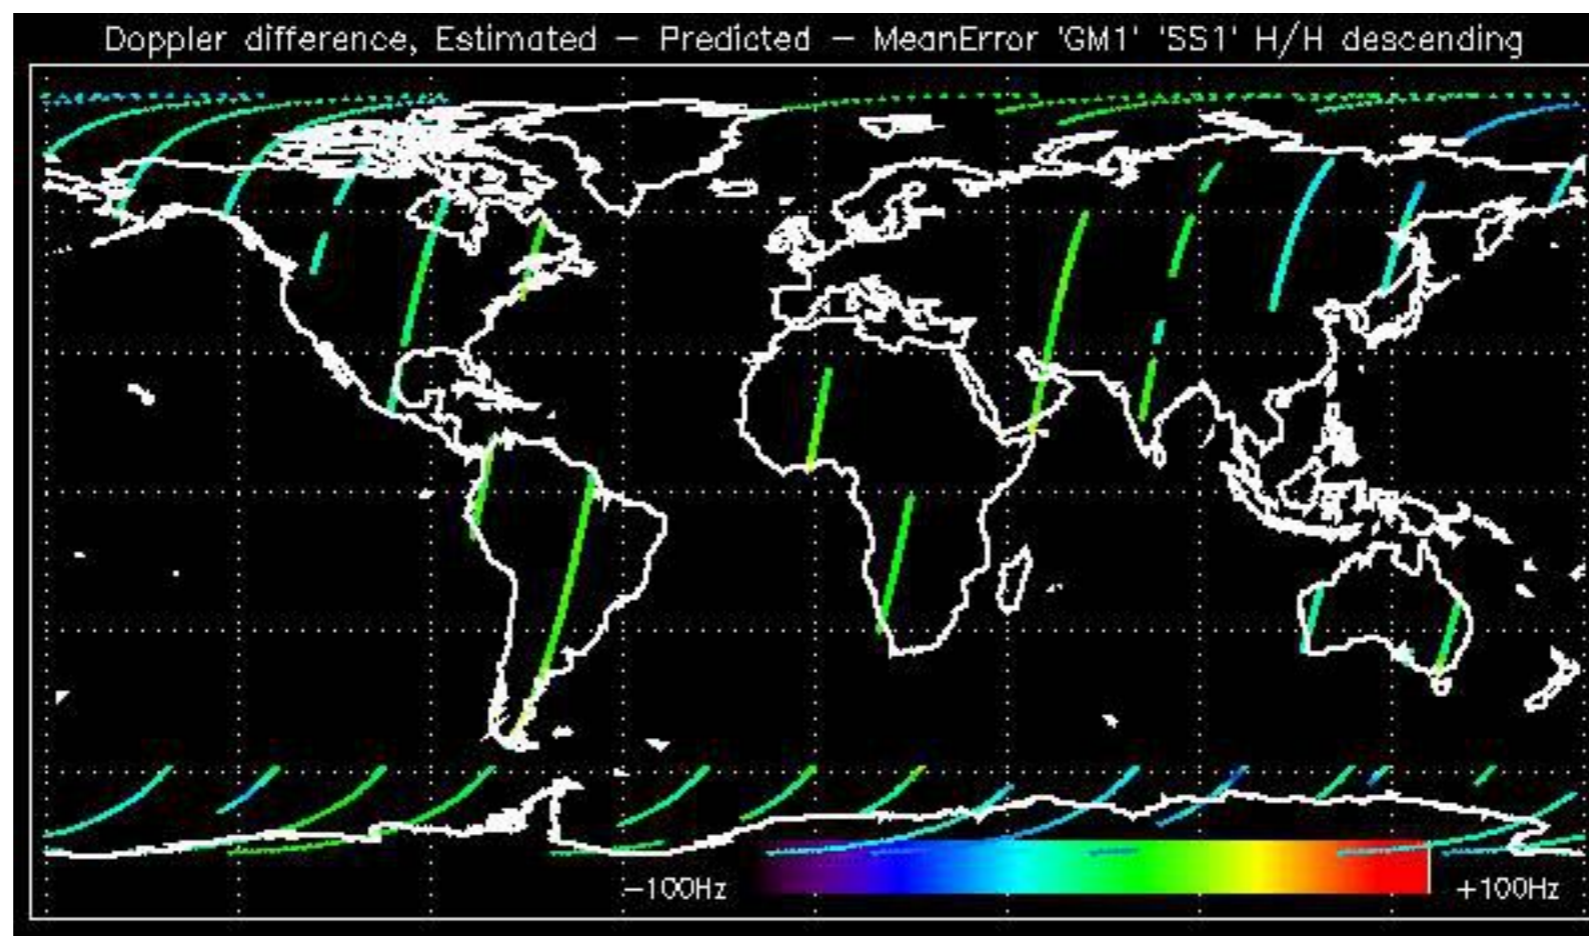 Doppler difference, Estimated – Predicted – MeanError 'GM1' 'SS1' H/H descending
–100Hz +100Hz